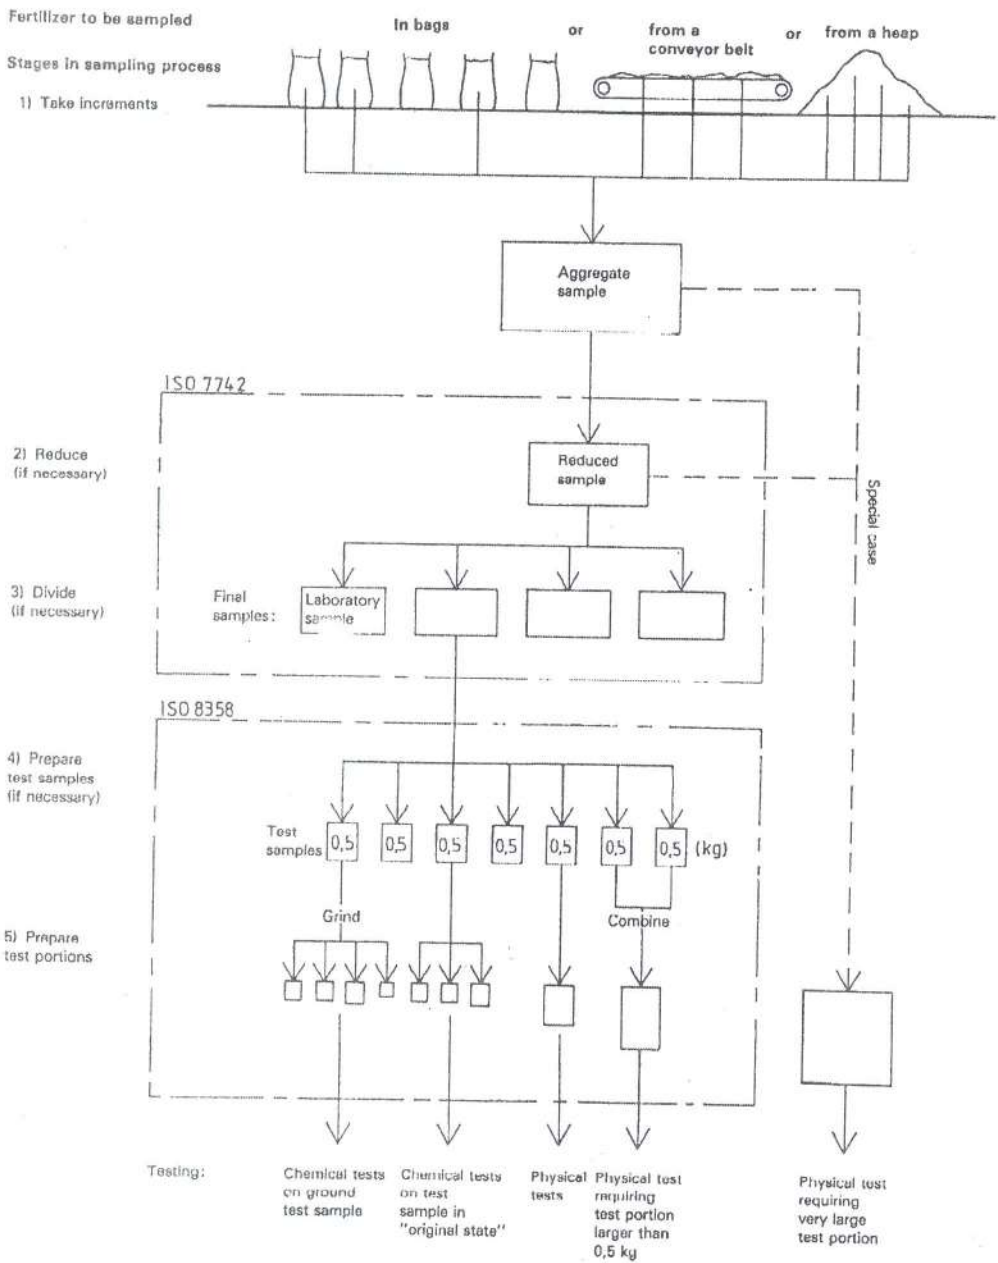 Fertilizer to be sampled
In bags
or
from a
conveyor belt
or
from a heap
Stages in sampling process
1) Take increments
Aggregate
sample
ISO 7742
2) Reduce
(if necessary)
Reduced
sample
Special case
3) Divide
(if necessary)
Final
samples:
Laboratory
sample
ISO 8358
4) Prepare
test samples
(if necessary)
Test
samples
0,5
0,5
0,5
0,5
0,5
0,5
0,5
(kg)
Grind
Combine
5) Prepare
test portions
Testing:
Chemical tests
on ground
test sample
Chemical tests
on test
sample in
"original state"
Physical
tests
Physical test
requiring
test portion
larger than
0,5 kg
Physical test
requiring
very large
test portion